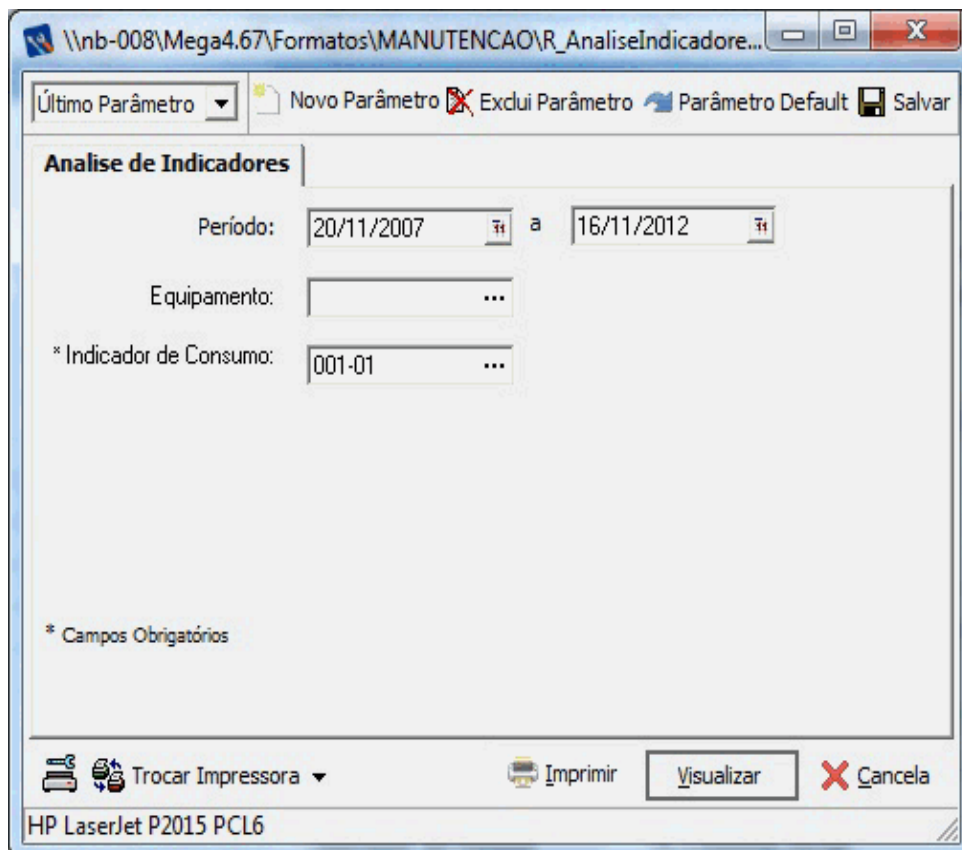 \\nb-008\Mega4.67\Formatos\MANUTENCAO\R_AnaliseIndicadore...
Último Parâmetro Novo Parâmetro Exclui Parâmetro Parâmetro Default Salvar
Analise de Indicadores
Período: 20/11/2007 a 16/11/2012
Equipamento: ...
* Indicador de Consumo: 001-01 ...
* Campos Obrigatórios
Trocar Impressora Imprimir Visualizar Cancela
HP LaserJet P2015 PCL6